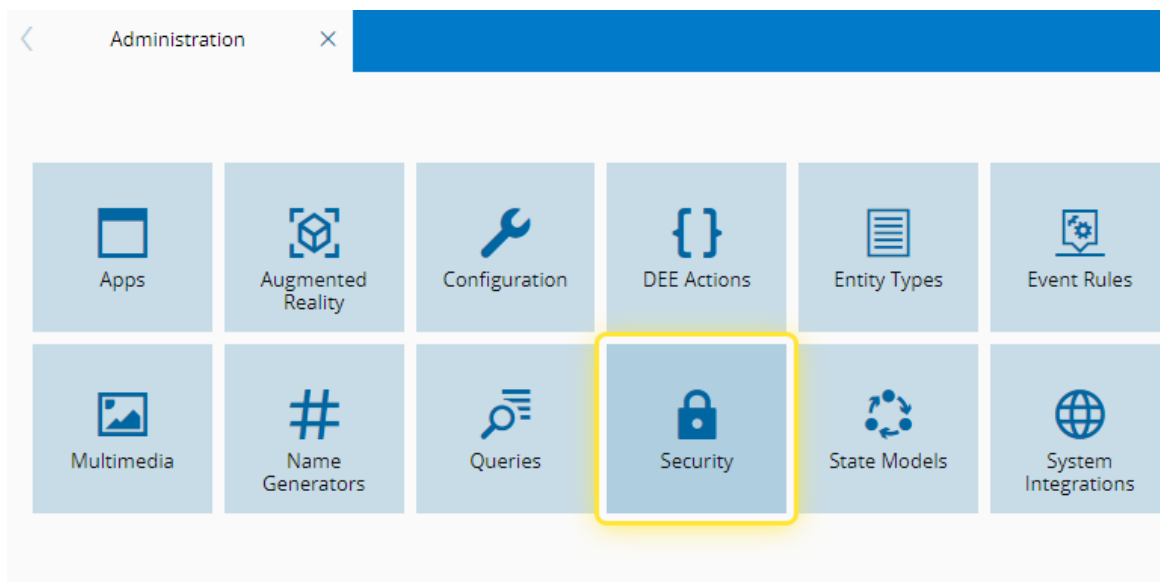 Administration
Apps
Augmented
Reality
Configuration
DEE Actions
Entity Types
Event Rules
Multimedia
Name
Generators
Queries
Security
State Models
System
Integrations